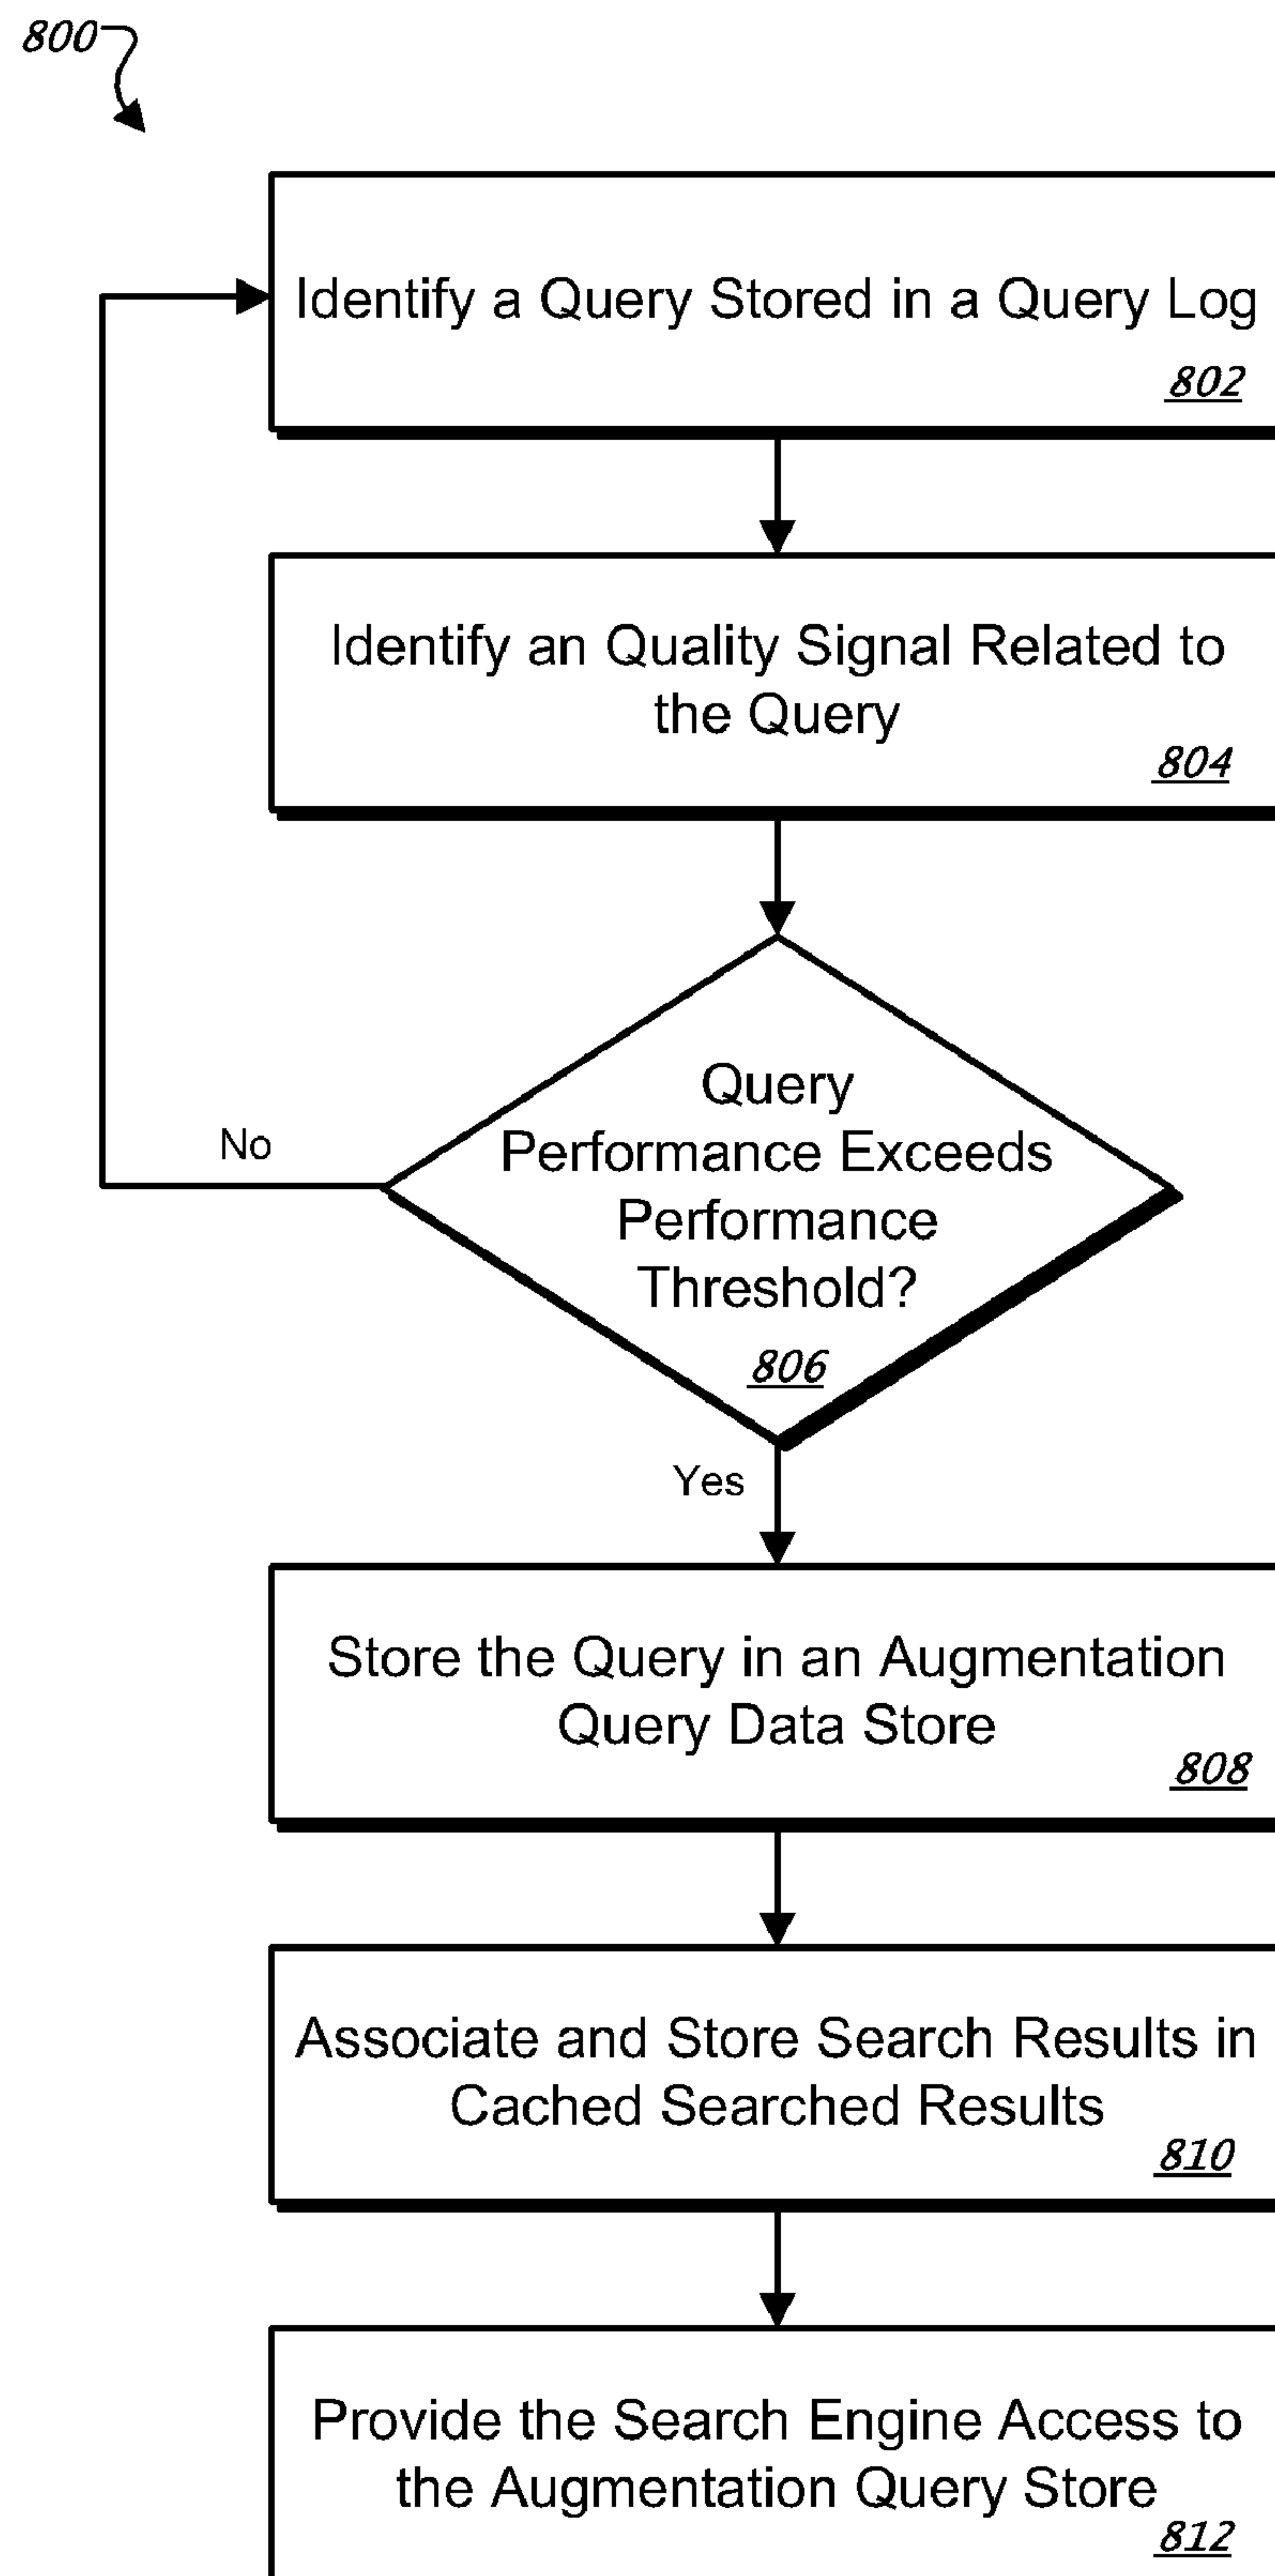 800
Identify a Query Stored in a Query Log
802
Identify an Quality Signal Related to
the Query
804
Query
Performance Exceeds
Performance
Threshold?
806
No
Yes
Store the Query in an Augmentation
Query Data Store
808
Associate and Store Search Results in
Cached Searched Results
810
Provide the Search Engine Access to
the Augmentation Query Store
812